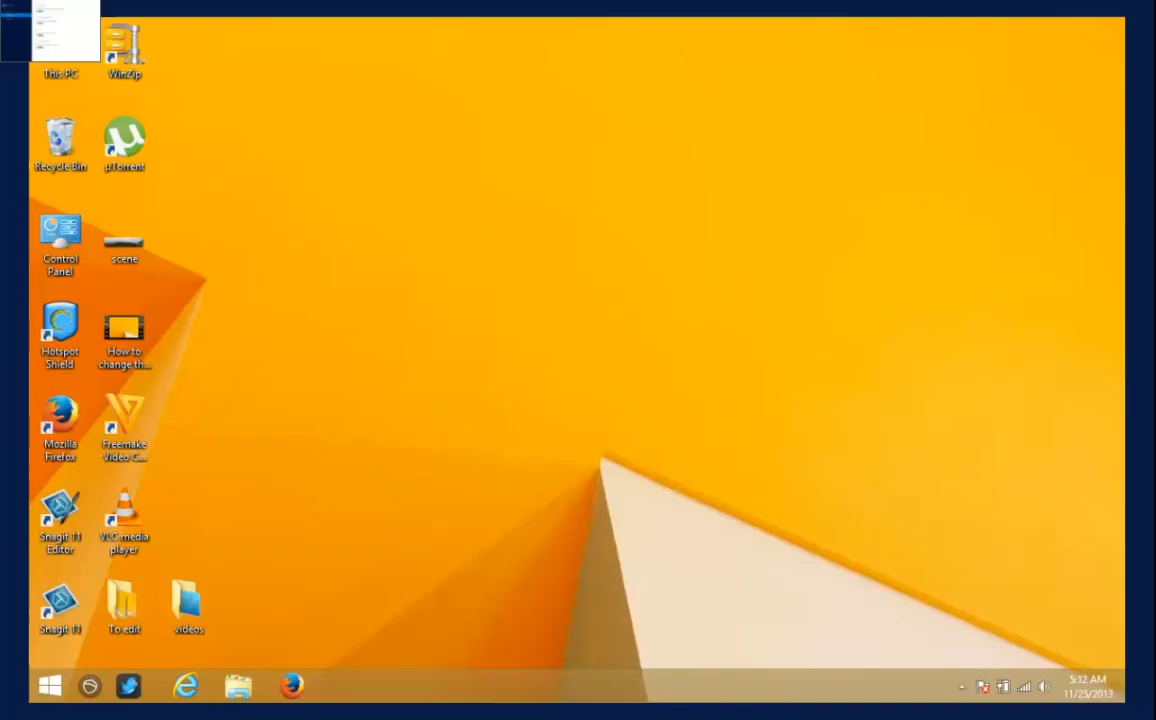 This PC
WinZip
Recycle Bin
µTorrent
Control
Panel
scene
Hotspot
Shield
How to
change th...
Mozilla
Firefox
Freemake
Video C...
Snagit 11
Editor
VLC media
player
Snagit 11
To edit
videos
5:12 AM
11/25/2013